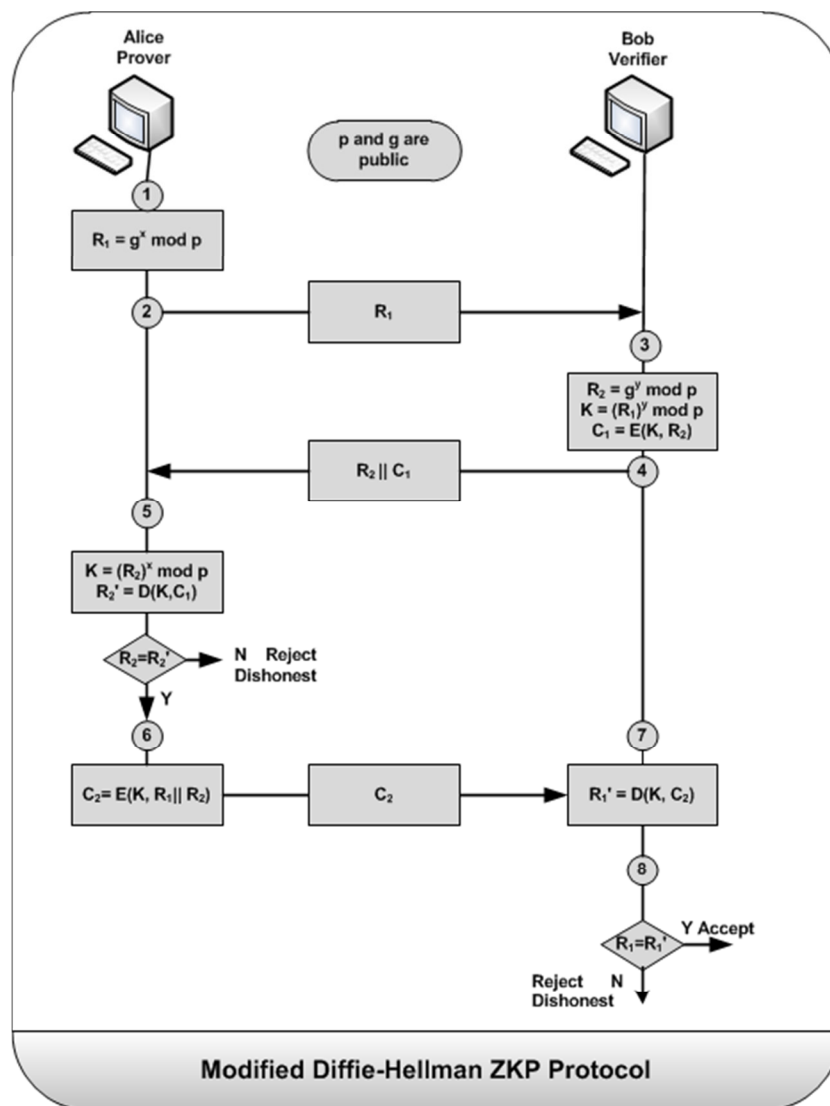 Alice
Prover
Bob
Verifier
p and g are
public
1
R₁ = gˣ mod p
2
R₁
3
R₂ = gʸ mod p
K = (R₁)ʸ mod p
C₁ = E(K, R₂)
R₂ || C₁
4
5
K = (R₂)ˣ mod p
R₂' = D(K,C₁)
R₂=R₂'
N Reject
Dishonest
Y
6
7
C₂= E(K, R₁|| R₂)
C₂
R₁' = D(K, C₂)
8
R₁=R₁'
Y Accept
Reject N
Dishonest
Modified Diffie-Hellman ZKP Protocol